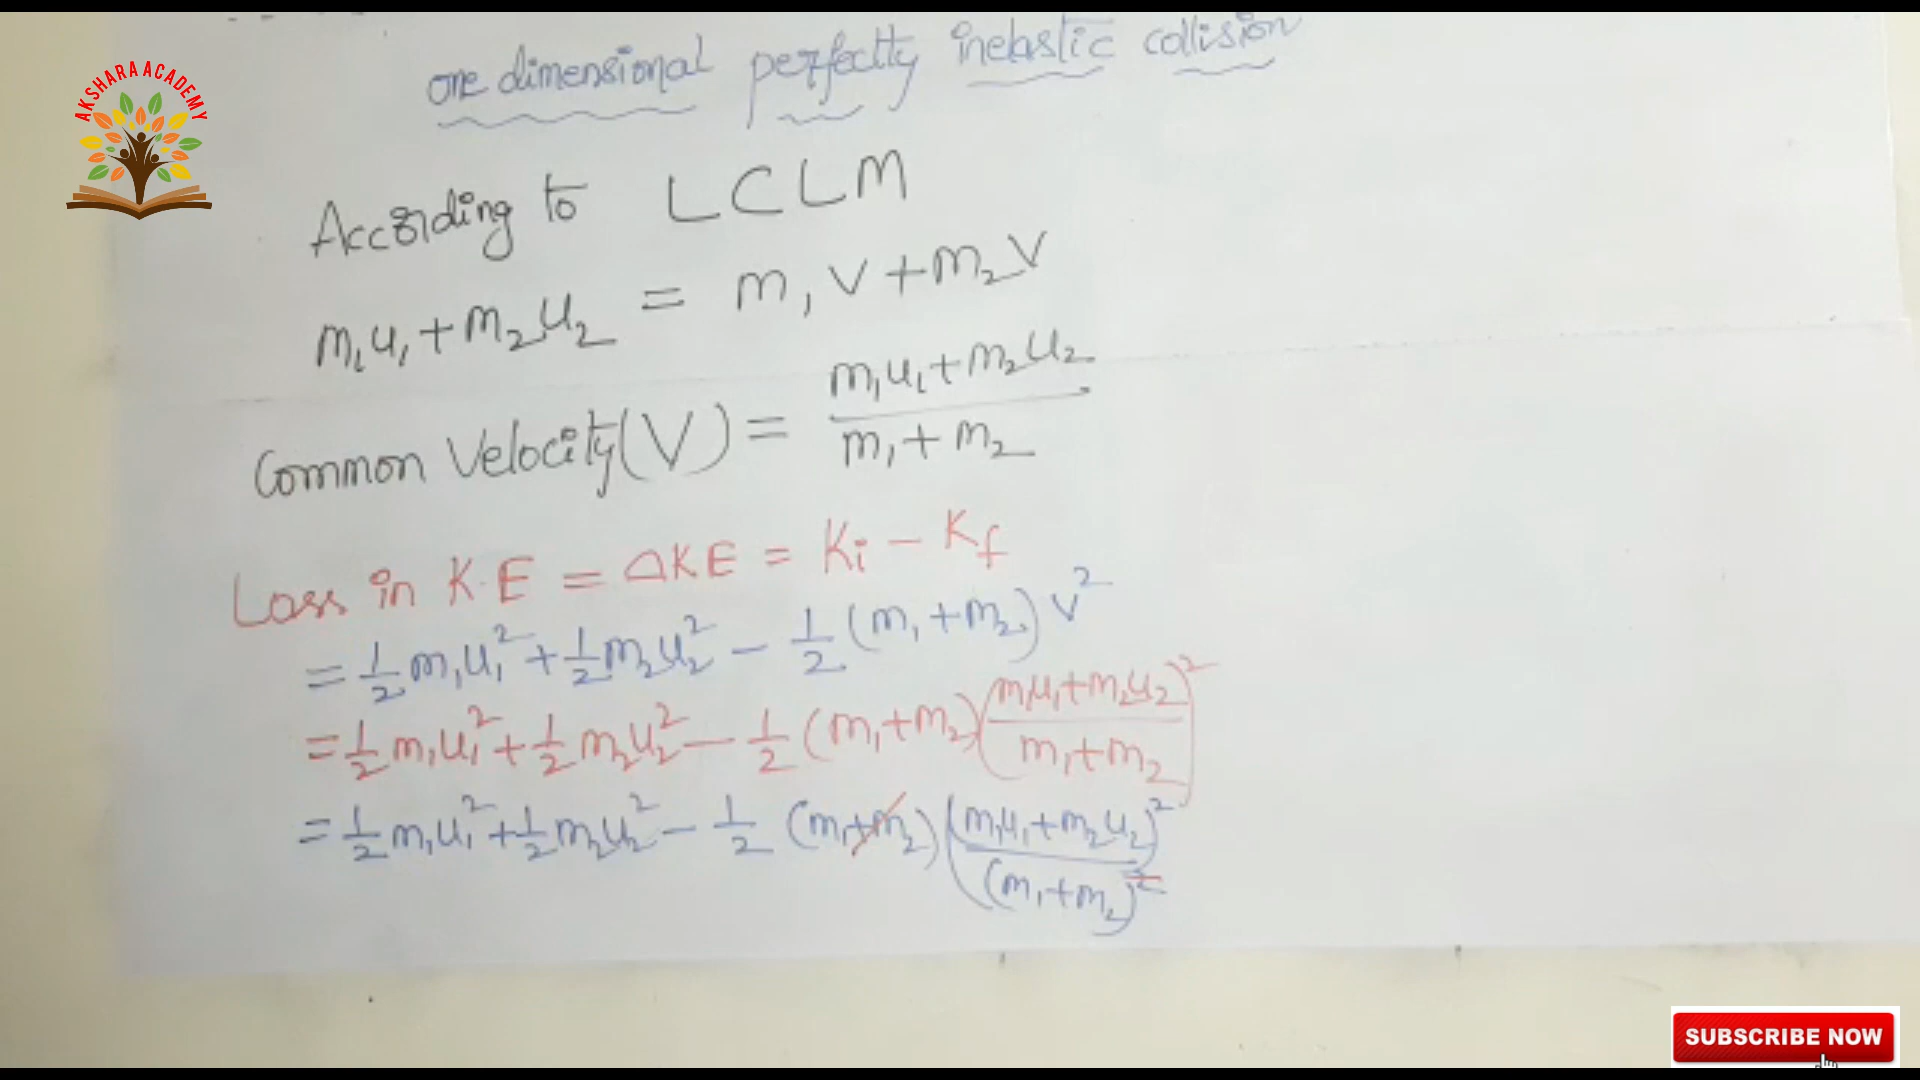 AKSHARA ACADEMY
one dimensional perfectly inelastic collision
According to LCLM
m₁u₁+m₂u₂ = m₁v+m₂v
Common Velocity(V) = (m₁u₁+m₂u₂)/(m₁+m₂)
Loss in K.E = ΔKE = Ki - Kf
= ½m₁u₁²+½m₂u₂² - ½(m₁+m₂)v²
= ½m₁u₁²+½m₂u₂² - ½(m₁+m₂)((m₁u₁+m₂u₂)/(m₁+m₂))²
= ½m₁u₁²+½m₂u₂² - ½(m₁+m₂)((m₁u₁+m₂u₂)²/(m₁+m₂)²)
SUBSCRIBE NOW